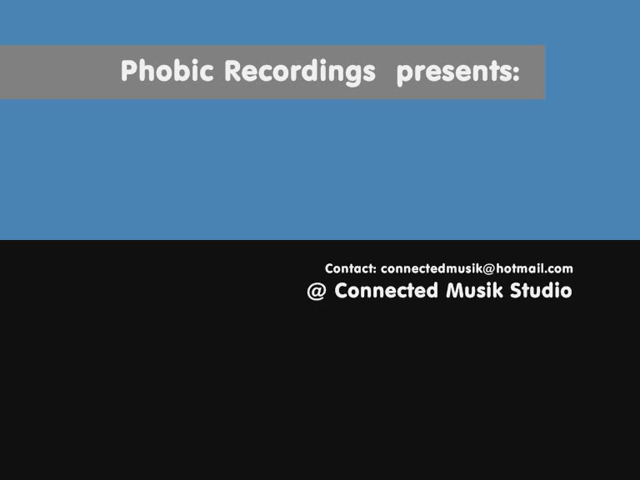 Phobic Recordings presents:
Contact: connectedmusik@hotmail.com
@ Connected Musik Studio